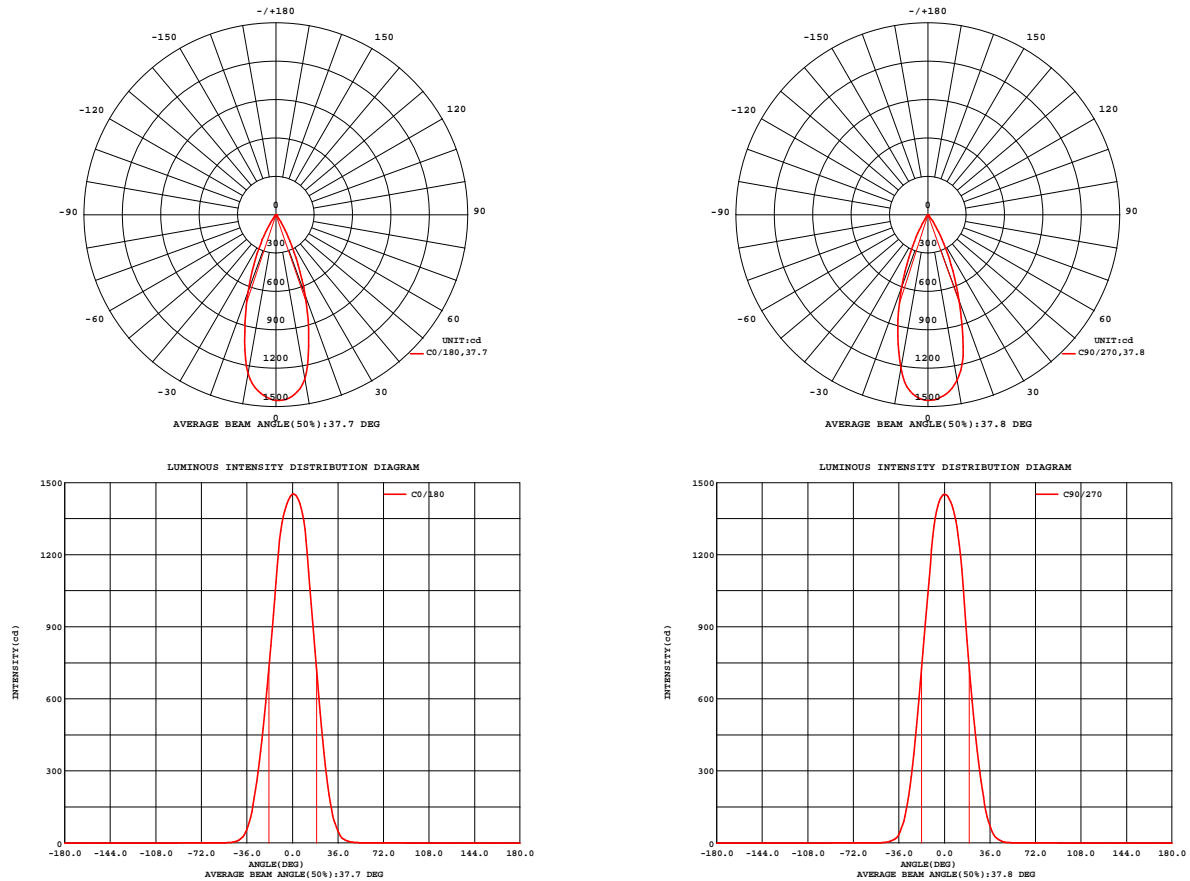 -/+180
-150 150
-120 120
-90 0 90
300
600
-60 900 60
UNIT:cd
C0/180,37.7
1200
-30 1500 30
0
AVERAGE BEAM ANGLE(50%):37.7 DEG
-/+180
-150 150
-120 120
-90 0 90
300
600
-60 900 60
UNIT:cd
C90/270,37.8
1200
-30 1500 30
0
AVERAGE BEAM ANGLE(50%):37.8 DEG
LUMINOUS INTENSITY DISTRIBUTION DIAGRAM
1500
C0/180
1200
900
INTENSITY(cd)
600
300
0
-180.0 -144.0 -108.0 -72.0 -36.0 0.0 36.0 72.0 108.0 144.0 180.0
ANGLE(DEG)
AVERAGE BEAM ANGLE(50%):37.7 DEG
LUMINOUS INTENSITY DISTRIBUTION DIAGRAM
1500
C90/270
1200
900
INTENSITY(cd)
600
300
0
-180.0 -144.0 -108.0 -72.0 -36.0 0.0 36.0 72.0 108.0 144.0 180.0
ANGLE(DEG)
AVERAGE BEAM ANGLE(50%):37.8 DEG